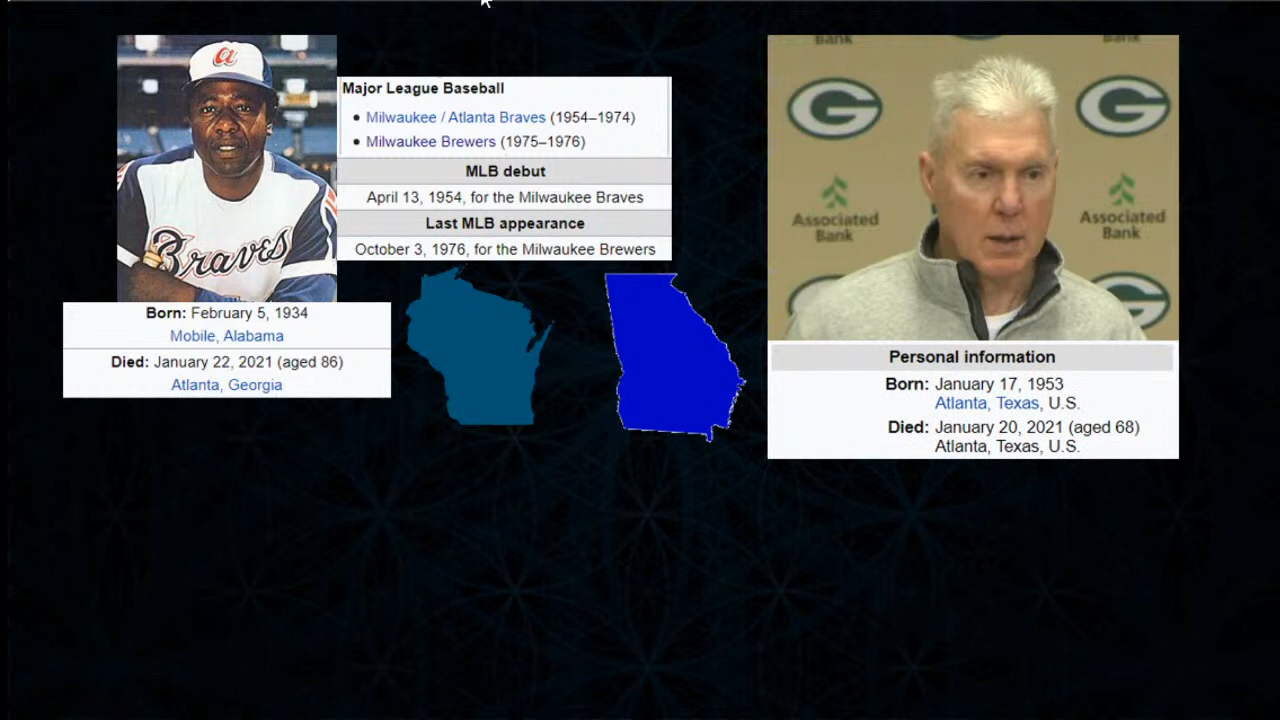 a
Braves
Born: February 5, 1934
Mobile, Alabama
Died: January 22, 2021 (aged 86)
Atlanta, Georgia
Major League Baseball
• Milwaukee / Atlanta Braves (1954–1974)
• Milwaukee Brewers (1975–1976)
MLB debut
April 13, 1954, for the Milwaukee Braves
Last MLB appearance
October 3, 1976, for the Milwaukee Brewers
Bank
Bank
G
G
Associated
Bank
Associated
Bank
Personal information
Born: January 17, 1953
Atlanta, Texas, U.S.
Died: January 20, 2021 (aged 68)
Atlanta, Texas, U.S.